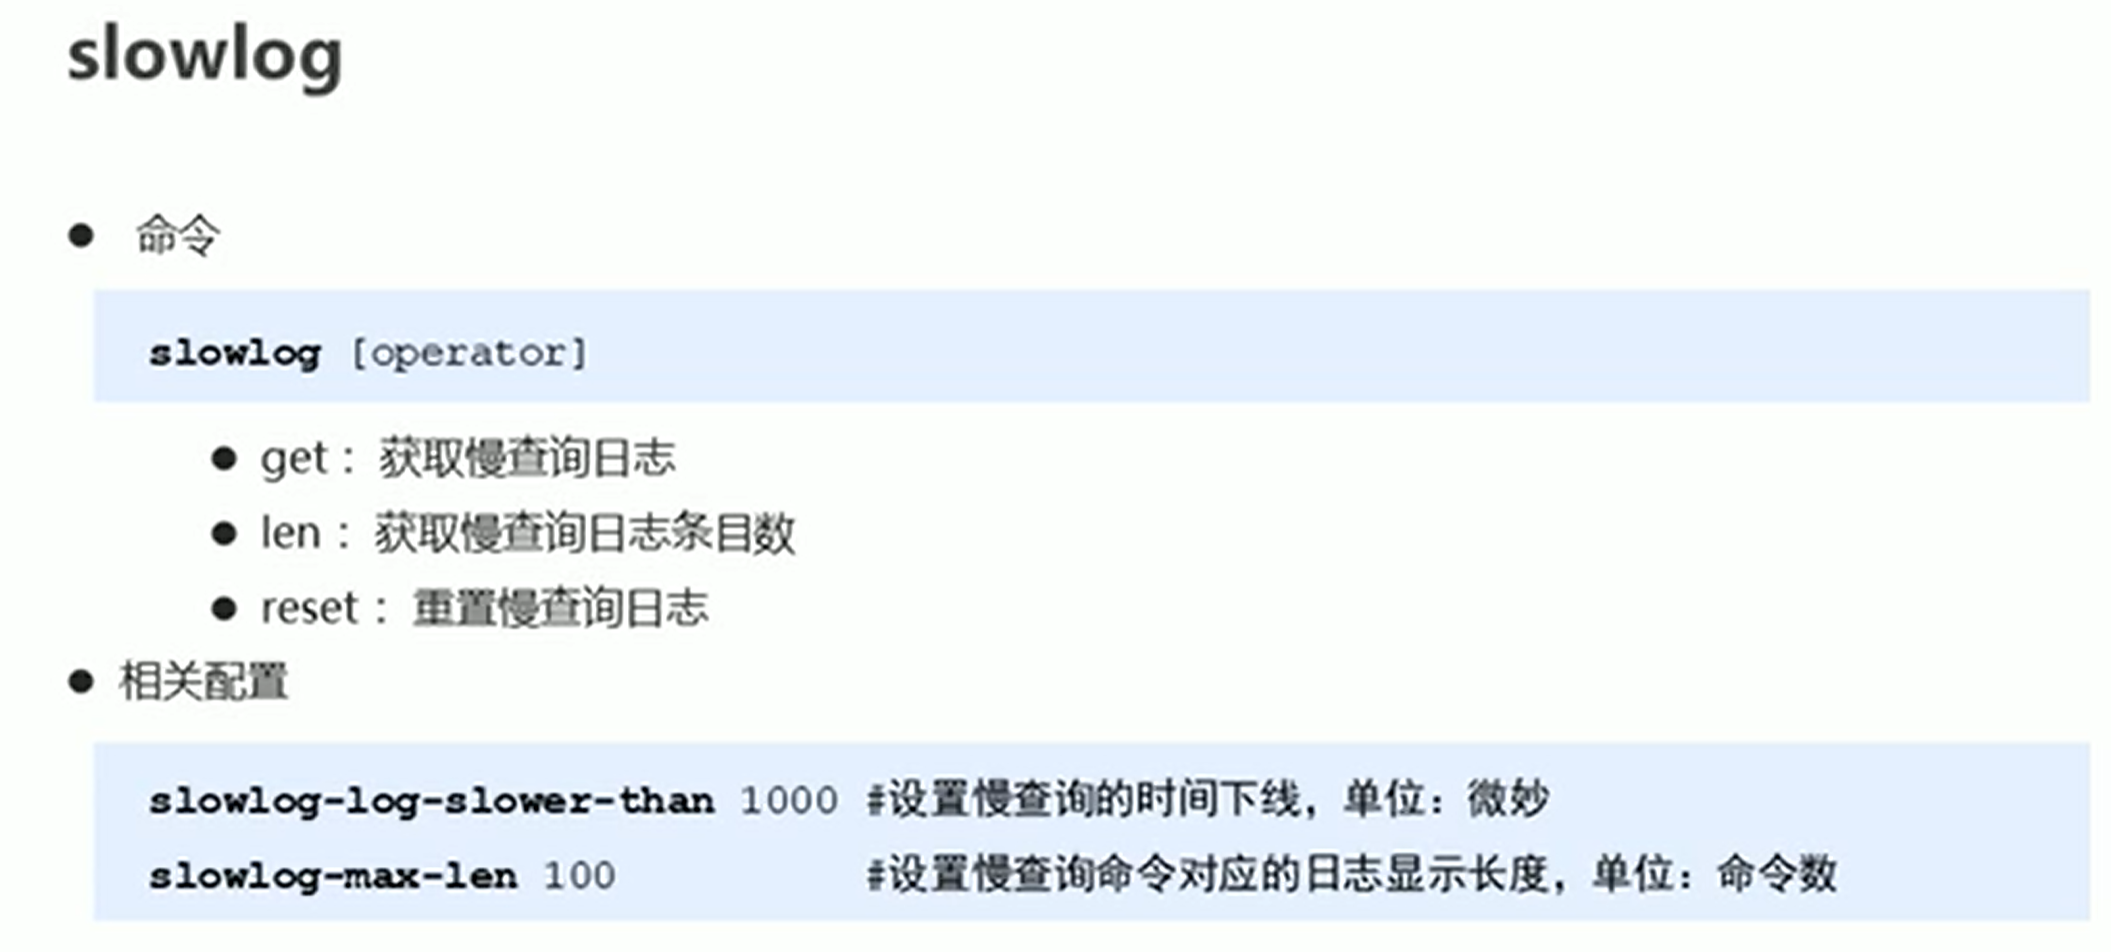 slowlog
命令
slowlog [operator]
get： 获取慢查询日志
len： 获取慢查询日志条目数
reset： 重置慢查询日志
相关配置
slowlog-log-slower-than 1000 #设置慢查询的时间下线，单位：微妙
slowlog-max-len 100 #设置慢查询命令对应的日志显示长度，单位：命令数